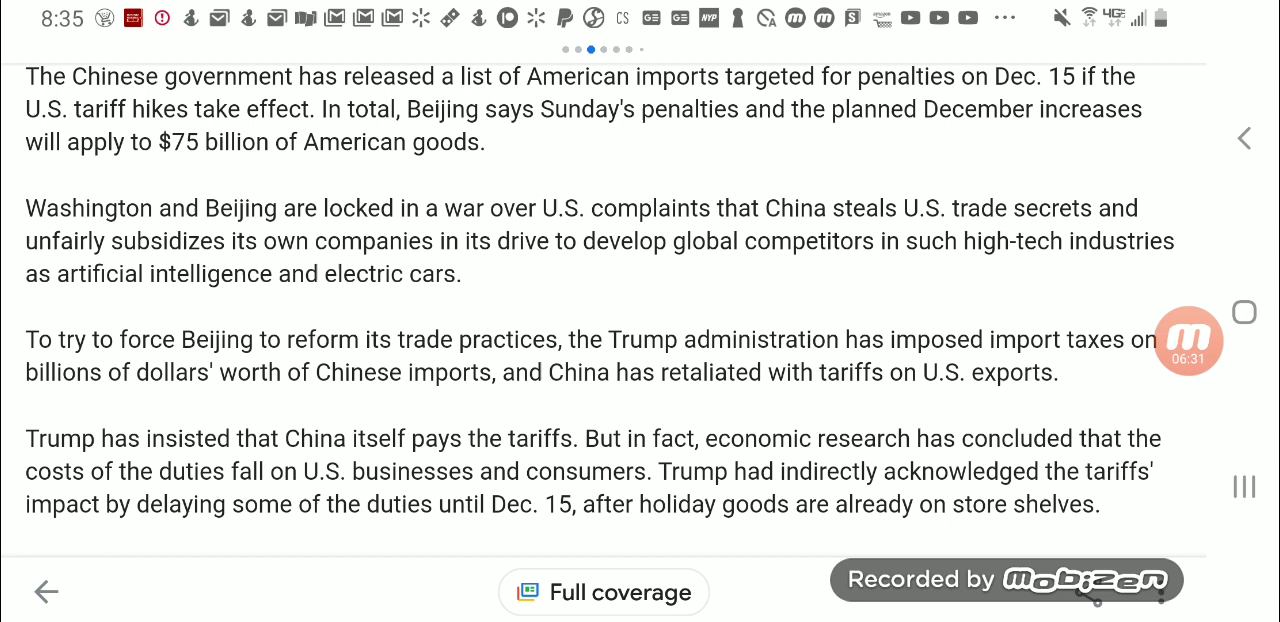 8:35 CS GE GE NYP 4GE
The Chinese government has released a list of American imports targeted for penalties on Dec. 15 if the
U.S. tariff hikes take effect. In total, Beijing says Sunday's penalties and the planned December increases
will apply to $75 billion of American goods.
Washington and Beijing are locked in a war over U.S. complaints that China steals U.S. trade secrets and
unfairly subsidizes its own companies in its drive to develop global competitors in such high-tech industries
as artificial intelligence and electric cars.
To try to force Beijing to reform its trade practices, the Trump administration has imposed import taxes on
billions of dollars' worth of Chinese imports, and China has retaliated with tariffs on U.S. exports.
06:31
Trump has insisted that China itself pays the tariffs. But in fact, economic research has concluded that the
costs of the duties fall on U.S. businesses and consumers. Trump had indirectly acknowledged the tariffs'
impact by delaying some of the duties until Dec. 15, after holiday goods are already on store shelves.
Full coverage
Recorded by mobizen